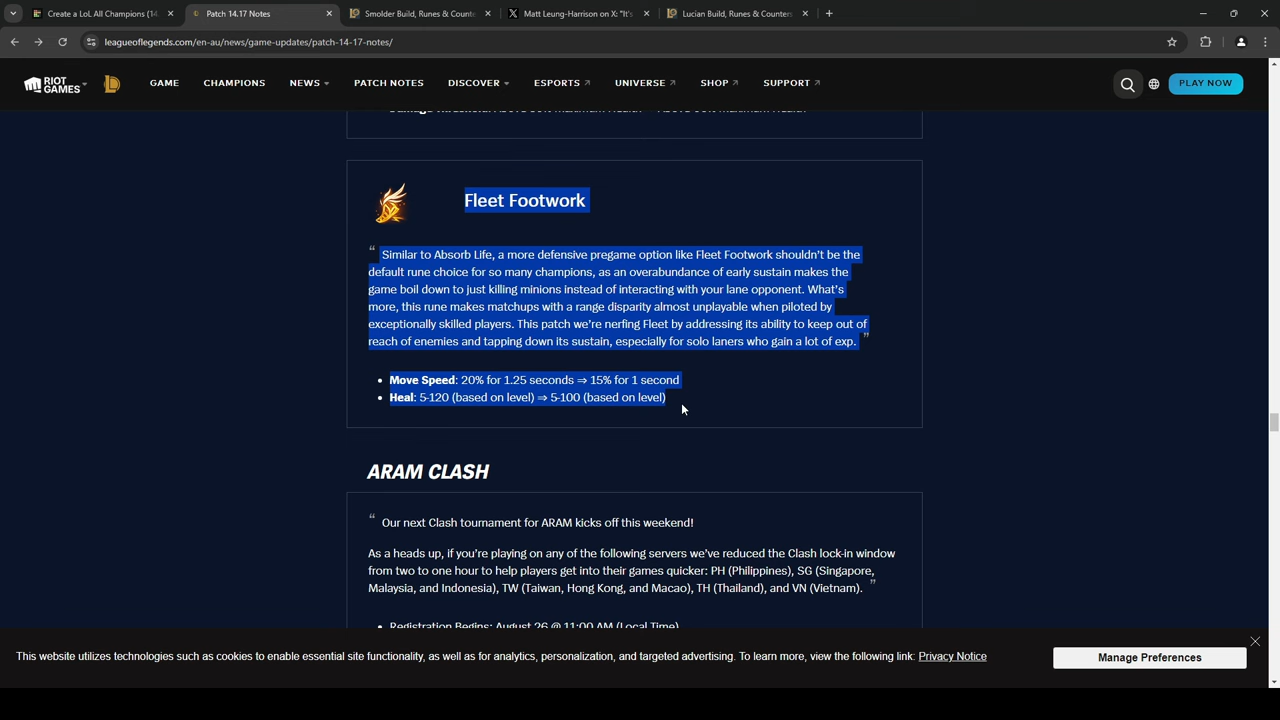 Create a LoL All Champions (14.
Patch 14.17 Notes
Smolder Build, Runes & Counte
Matt Leung-Harrison on X: "It's
Lucian Build, Runes & Counters
leagueoflegends.com/en-au/news/game-updates/patch-14-17-notes/
RIOT GAMES
GAME
CHAMPIONS
NEWS
PATCH NOTES
DISCOVER
ESPORTS
UNIVERSE
SHOP
SUPPORT
PLAY NOW
Fleet Footwork
“ Similar to Absorb Life, a more defensive pregame option like Fleet Footwork shouldn’t be the
default rune choice for so many champions, as an overabundance of early sustain makes the
game boil down to just killing minions instead of interacting with your lane opponent. What’s
more, this rune makes matchups with a range disparity almost unplayable when piloted by
exceptionally skilled players. This patch we’re nerfing Fleet by addressing its ability to keep out of
reach of enemies and tapping down its sustain, especially for solo laners who gain a lot of exp. ”
• Move Speed: 20% for 1.25 seconds ⇒ 15% for 1 second
• Heal: 5-120 (based on level) ⇒ 5-100 (based on level)
ARAM CLASH
“ Our next Clash tournament for ARAM kicks off this weekend!
As a heads up, if you’re playing on any of the following servers we’ve reduced the Clash lock-in window
from two to one hour to help players get into their games quicker: PH (Philippines), SG (Singapore,
Malaysia, and Indonesia), TW (Taiwan, Hong Kong, and Macao), TH (Thailand), and VN (Vietnam). ”
• Registration Begins: August 26 @ 11:00 AM (Local Time)
This website utilizes technologies such as cookies to enable essential site functionality, as well as for analytics, personalization, and targeted advertising. To learn more, view the following link: Privacy Notice
Manage Preferences